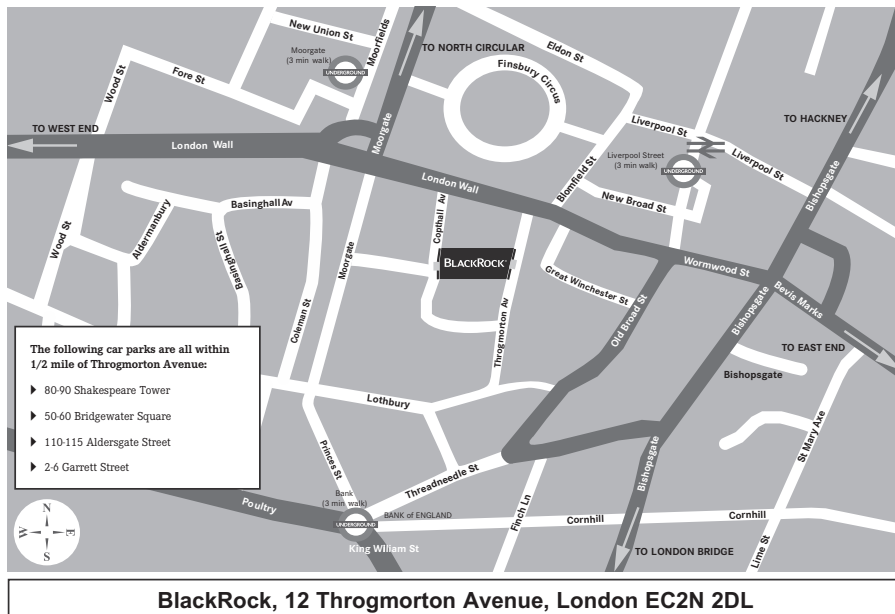 New Union St
Moorfields
Moorgate
(3 min walk)
UNDERGROUND
TO NORTH CIRCULAR
Eldon St
Finsbury Circus
Wood St
Fore St
TO HACKNEY
TO WEST END
London Wall
Moorgate
Liverpool St
Liverpool Street
(3 min walk)
UNDERGROUND
Liverpool St
Blomfield St
London Wall
New Broad St
Bishopsgate
Aldermanbury
Basinghall Av
Copthall Av
Wood St
Basinghall St
Moorgate
BLACKROCK
Wormwood St
Great Winchester St
Bevis Marks
Coleman St
Throgmorton Av
Old Broad St
Bishopsgate
TO EAST END
Bishopsgate
The following car parks are all within
1/2 mile of Throgmorton Avenue:
80-90 Shakespeare Tower
50-60 Bridgewater Square
110-115 Aldersgate Street
2-6 Garrett Street
Lothbury
Princes St
Threadneedle St
Bishopsgate
St Mary Axe
Poultry
Bank
(3 min walk)
UNDERGROUND
BANK of ENGLAND
Finch Ln
Cornhill
Cornhill
King Wlliam St
TO LONDON BRIDGE
Lime St
N
W
E
S
BlackRock, 12 Throgmorton Avenue, London EC2N 2DL